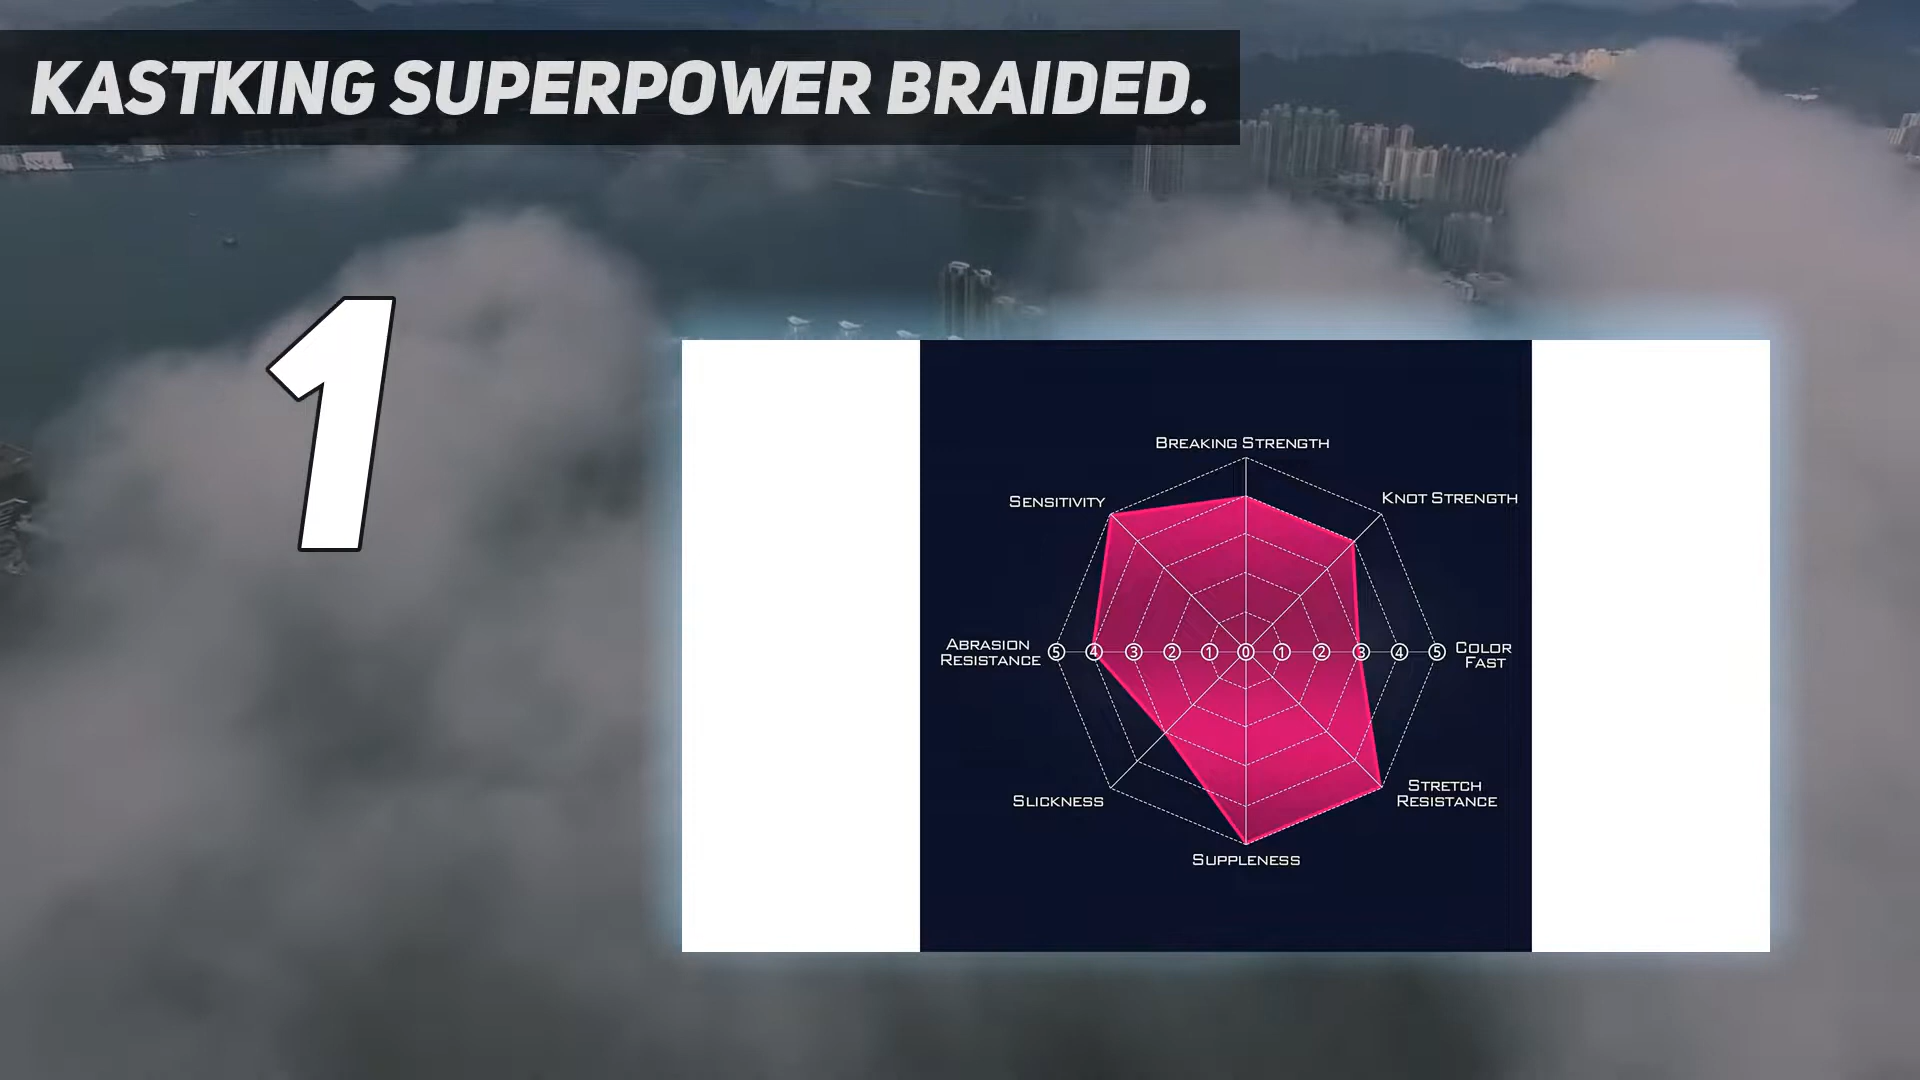 KASTKING SUPERPOWER BRAIDED.
1
BREAKING STRENGTH
SENSITIVITY
KNOT STRENGTH
ABRASION
RESISTANCE
5 4 3 2 1 0 1 2 3 4 5
COLOR
FAST
SLICKNESS
STRETCH
RESISTANCE
SUPPLENESS